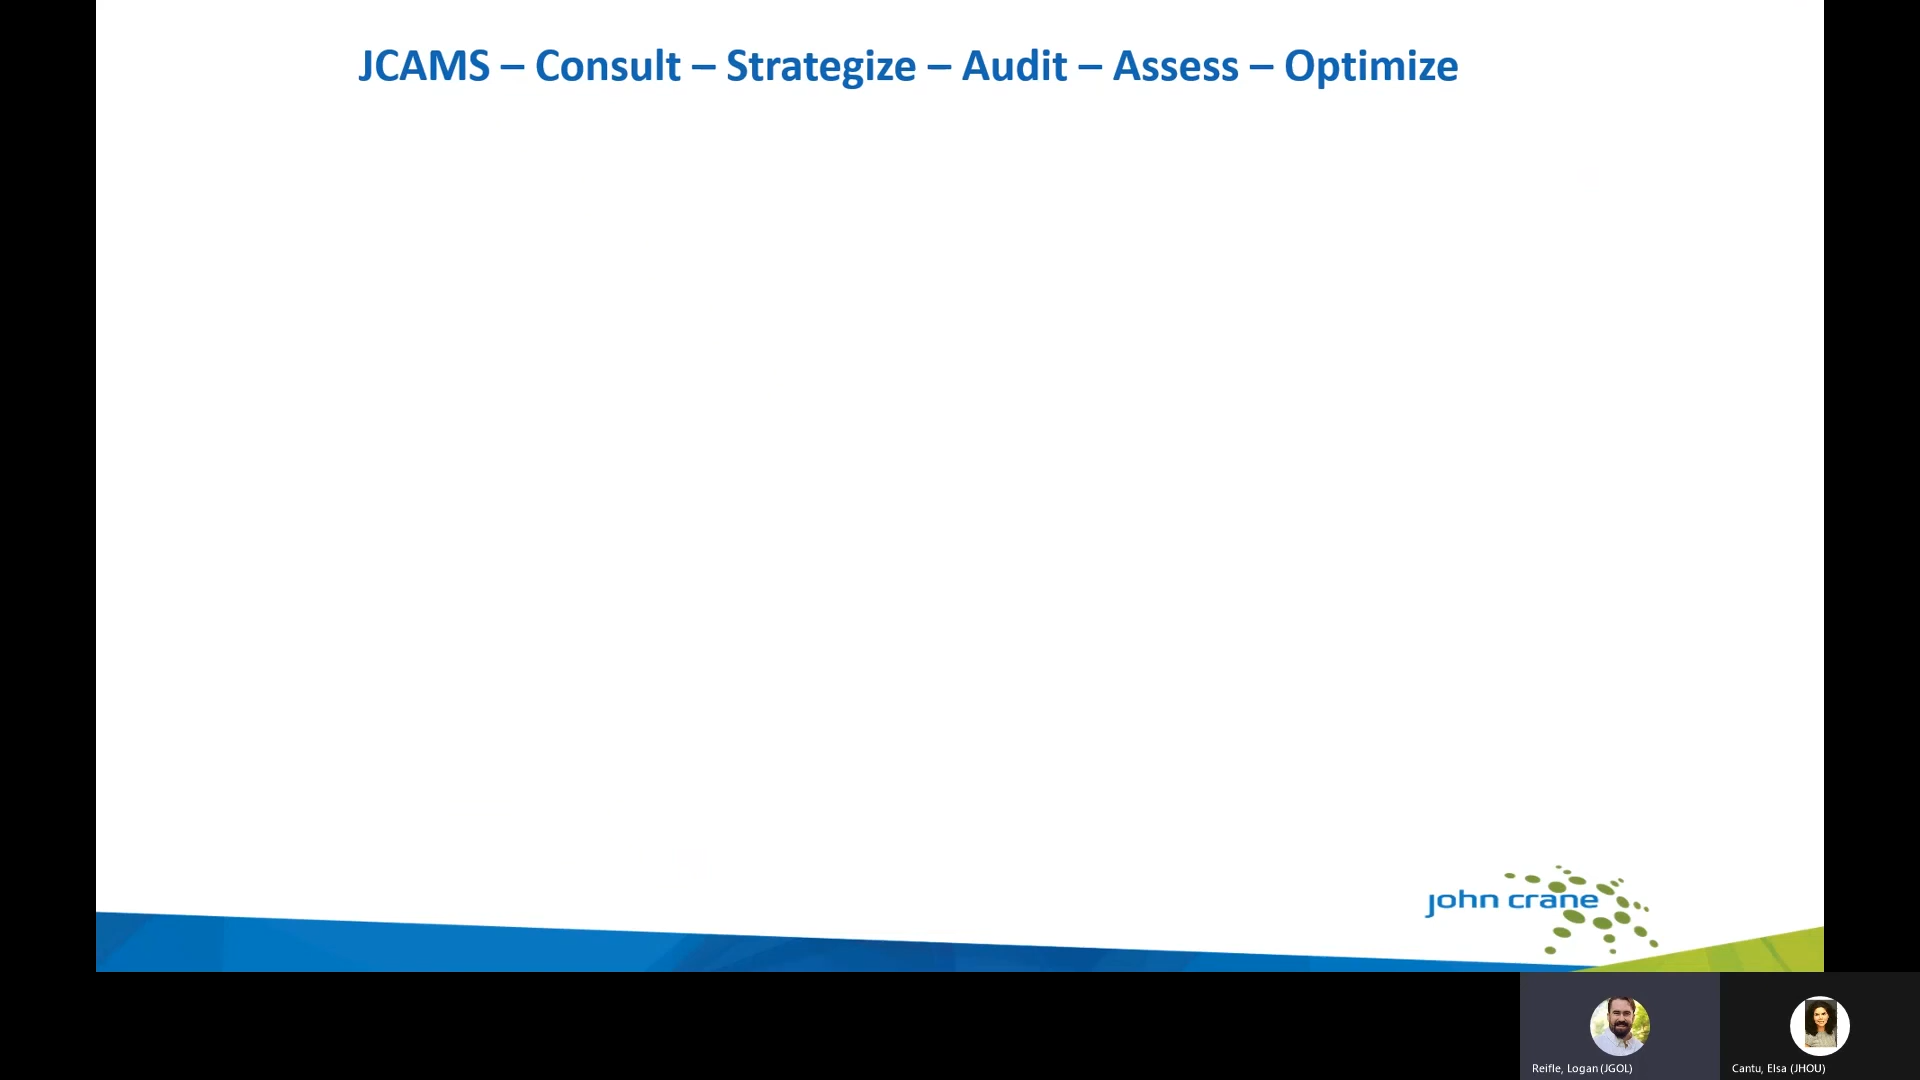 JCAMS – Consult – Strategize – Audit – Assess – Optimize
john crane
Reifle, Logan (JGOL)
Cantu, Elsa (JHOU)